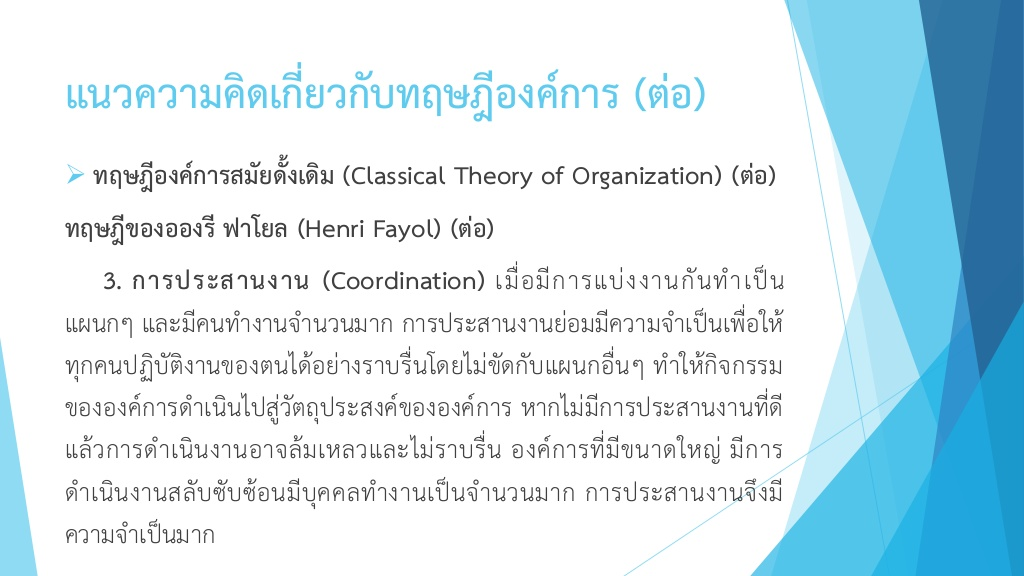 แนวความคิดเกี่ยวกับทฤษฎีองค์การ (ต่อ)
ทฤษฎีองค์การสมัยดั้งเดิม (Classical Theory of Organization) (ต่อ)
ทฤษฎีของอองรี ฟาโยล (Henri Fayol) (ต่อ)
3. การประสานงาน (Coordination) เมื่อมีการแบ่งงานกันทำเป็น
แผนกๆ และมีคนทำงานจำนวนมาก การประสานงานย่อมมีความจำเป็นเพื่อให้
ทุกคนปฏิบัติงานของตนได้อย่างราบรื่นโดยไม่ขัดกับแผนกอื่นๆ ทำให้กิจกรรม
ขององค์การดำเนินไปสู่วัตถุประสงค์ขององค์การ หากไม่มีการประสานงานที่ดี
แล้วการดำเนินงานอาจล้มเหลวและไม่ราบรื่น องค์การที่มีขนาดใหญ่ มีการ
ดำเนินงานสลับซับซ้อนมีบุคคลทำงานเป็นจำนวนมาก การประสานงานจึงมี
ความจำเป็นมาก